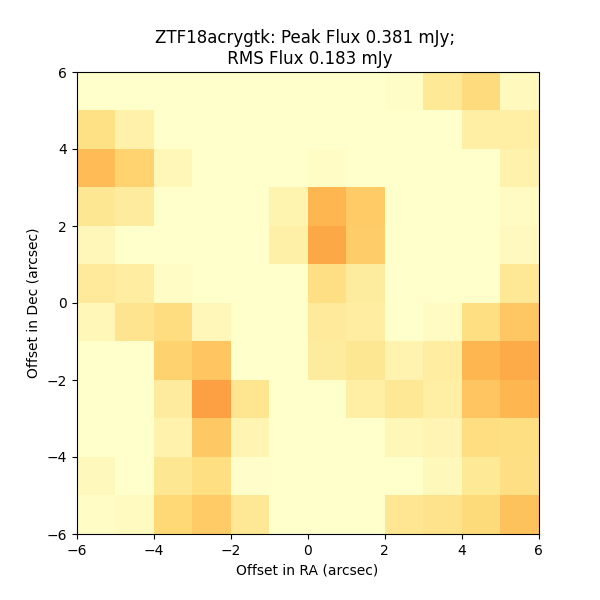 ZTF18acrygtk: Peak Flux 0.381 mJy;
RMS Flux 0.183 mJy
6
4
2
0
−2
−4
−6
Offset in Dec (arcsec)
−6 −4 −2 0 2 4 6
Offset in RA (arcsec)